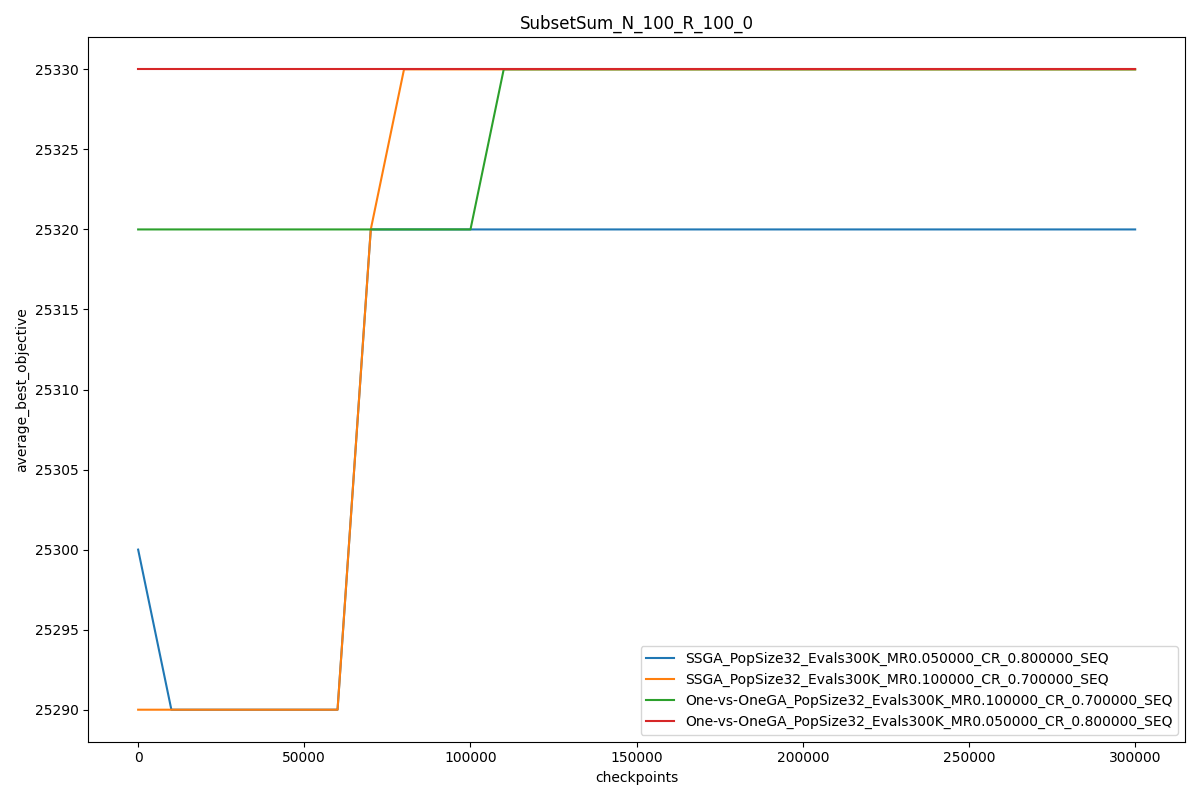 SubsetSum_N_100_R_100_0
25330
25325
25320
25315
25310
25305
25300
25295
25290
average_best_objective
0
50000
100000
150000
200000
250000
300000
checkpoints
SSGA_PopSize32_Evals300K_MR0.050000_CR_0.800000_SEQ
SSGA_PopSize32_Evals300K_MR0.100000_CR_0.700000_SEQ
One-vs-OneGA_PopSize32_Evals300K_MR0.100000_CR_0.700000_SEQ
One-vs-OneGA_PopSize32_Evals300K_MR0.050000_CR_0.800000_SEQ